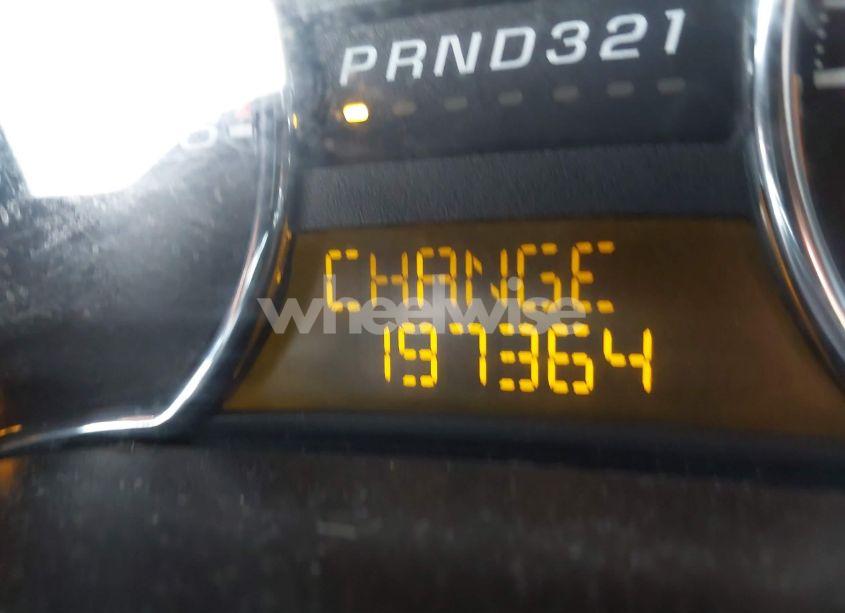 PRND321
CHANGE
wheelwise
197364